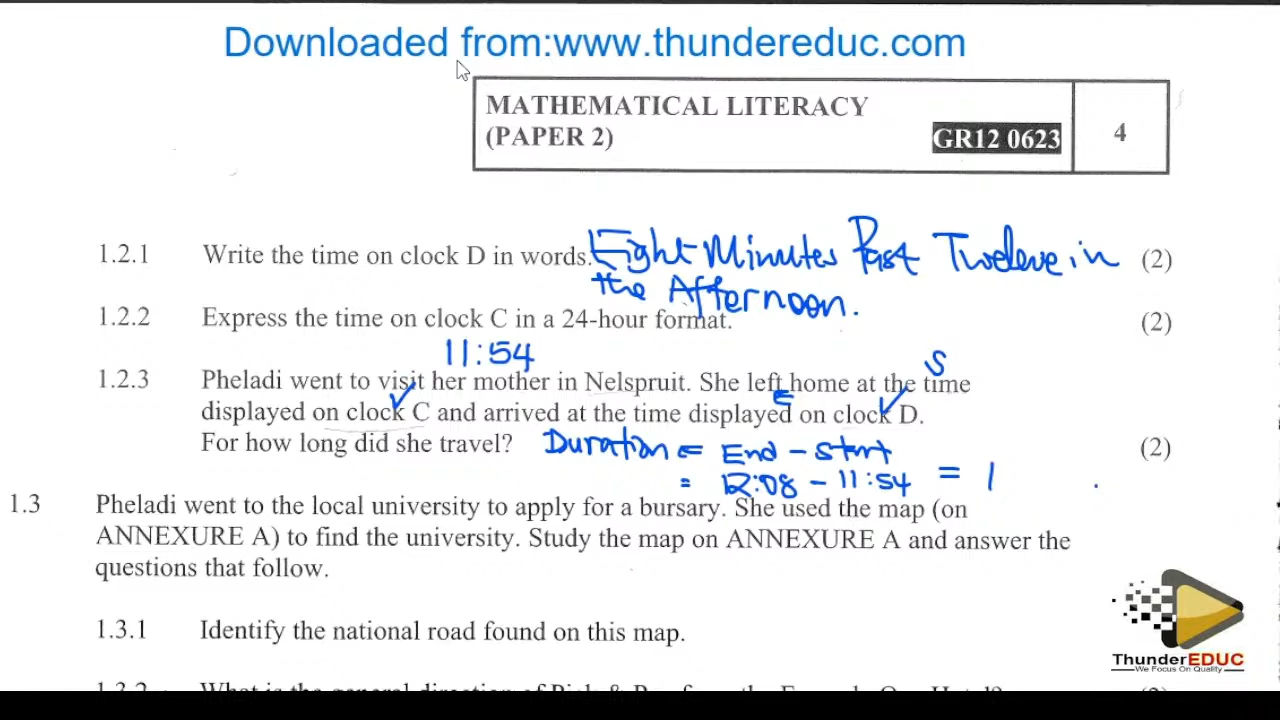 Downloaded from:www.thundereduc.com
MATHEMATICAL LITERACY
(PAPER 2)
GR12 0623
4
1.2.1 Write the time on clock D in words. Eight Minutes Past Tweleve in (2)
the Afternoon.
1.2.2 Express the time on clock C in a 24-hour format. (2)
11:54
S
1.2.3 Pheladi went to visit her mother in Nelspruit. She left home at the time
E
displayed on clock C and arrived at the time displayed on clock D.
For how long did she travel? Duration = End - Start (2)
= 12:08 - 11:54 = 1
1.3 Pheladi went to the local university to apply for a bursary. She used the map (on
ANNEXURE A) to find the university. Study the map on ANNEXURE A and answer the
questions that follow.
1.3.1 Identify the national road found on this map.
ThunderEDUC
We Focus On Quality